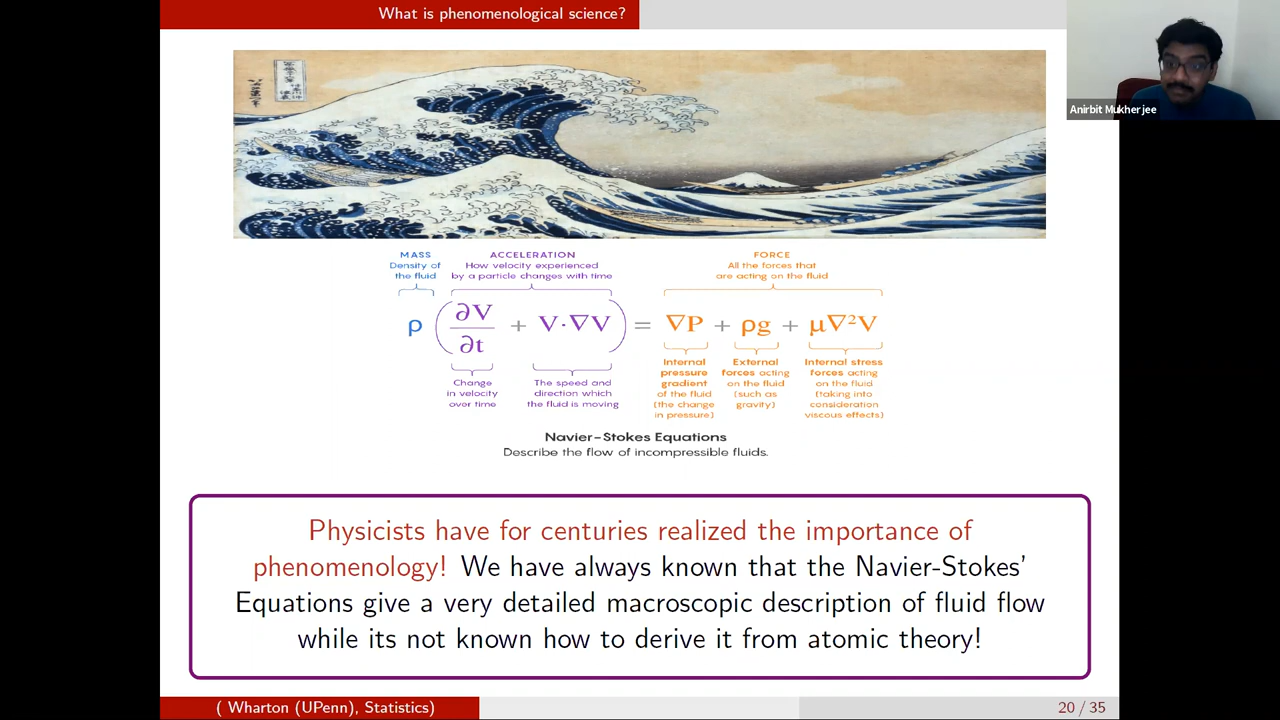 What is phenomenological science?
Anirbit Mukherjee
MASS
Density of
the fluid
ACCELERATION
How velocity experienced
by a particle changes with time
FORCE
All the forces that
are acting on the fluid
ρ ( ∂V/∂t + V·∇V ) = ∇P + ρg + μ∇²V
Change
in velocity
over time
The speed and
direction which
the fluid is moving
Internal
pressure
gradient
of the fluid
(the change
in pressure)
External
forces acting
on the fluid
(such as
gravity)
Internal stress
forces acting
on the fluid
(taking into
consideration
viscous effects)
Navier-Stokes Equations
Describe the flow of incompressible fluids.
Physicists have for centuries realized the importance of
phenomenology! We have always known that the Navier-Stokes'
Equations give a very detailed macroscopic description of fluid flow
while its not known how to derive it from atomic theory!
( Wharton (UPenn), Statistics)
20 / 35